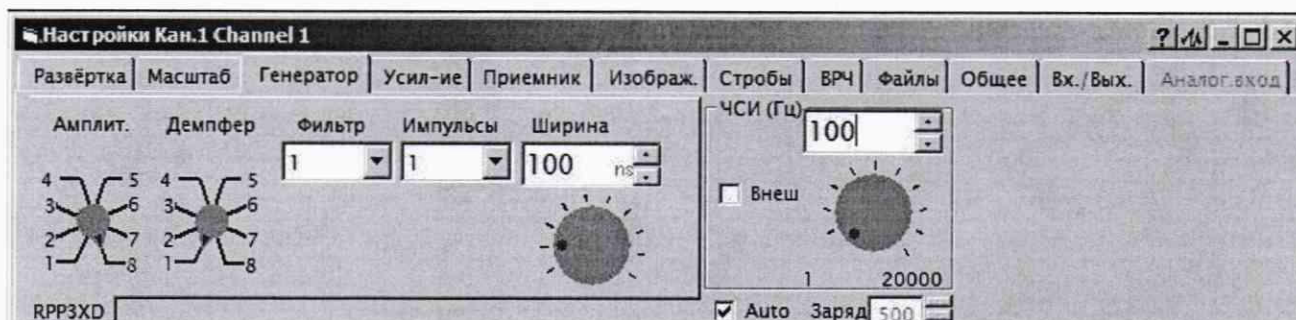 Настройки Кан.1 Channel 1
Развёртка Масштаб Генератор Усил-ие Приемник Изображ. Стробы ВРЧ Файлы Общее Вх./Вых. Аналог.вход
Амплит. Демпфер Фильтр Импульсы Ширина ЧСИ (Гц)
1 1 100 ns 100
4 5 4 5
3 6 3 6 Внеш
2 7 2 7
1 8 1 8
1 20000
RPP3XD Auto Заряд 500